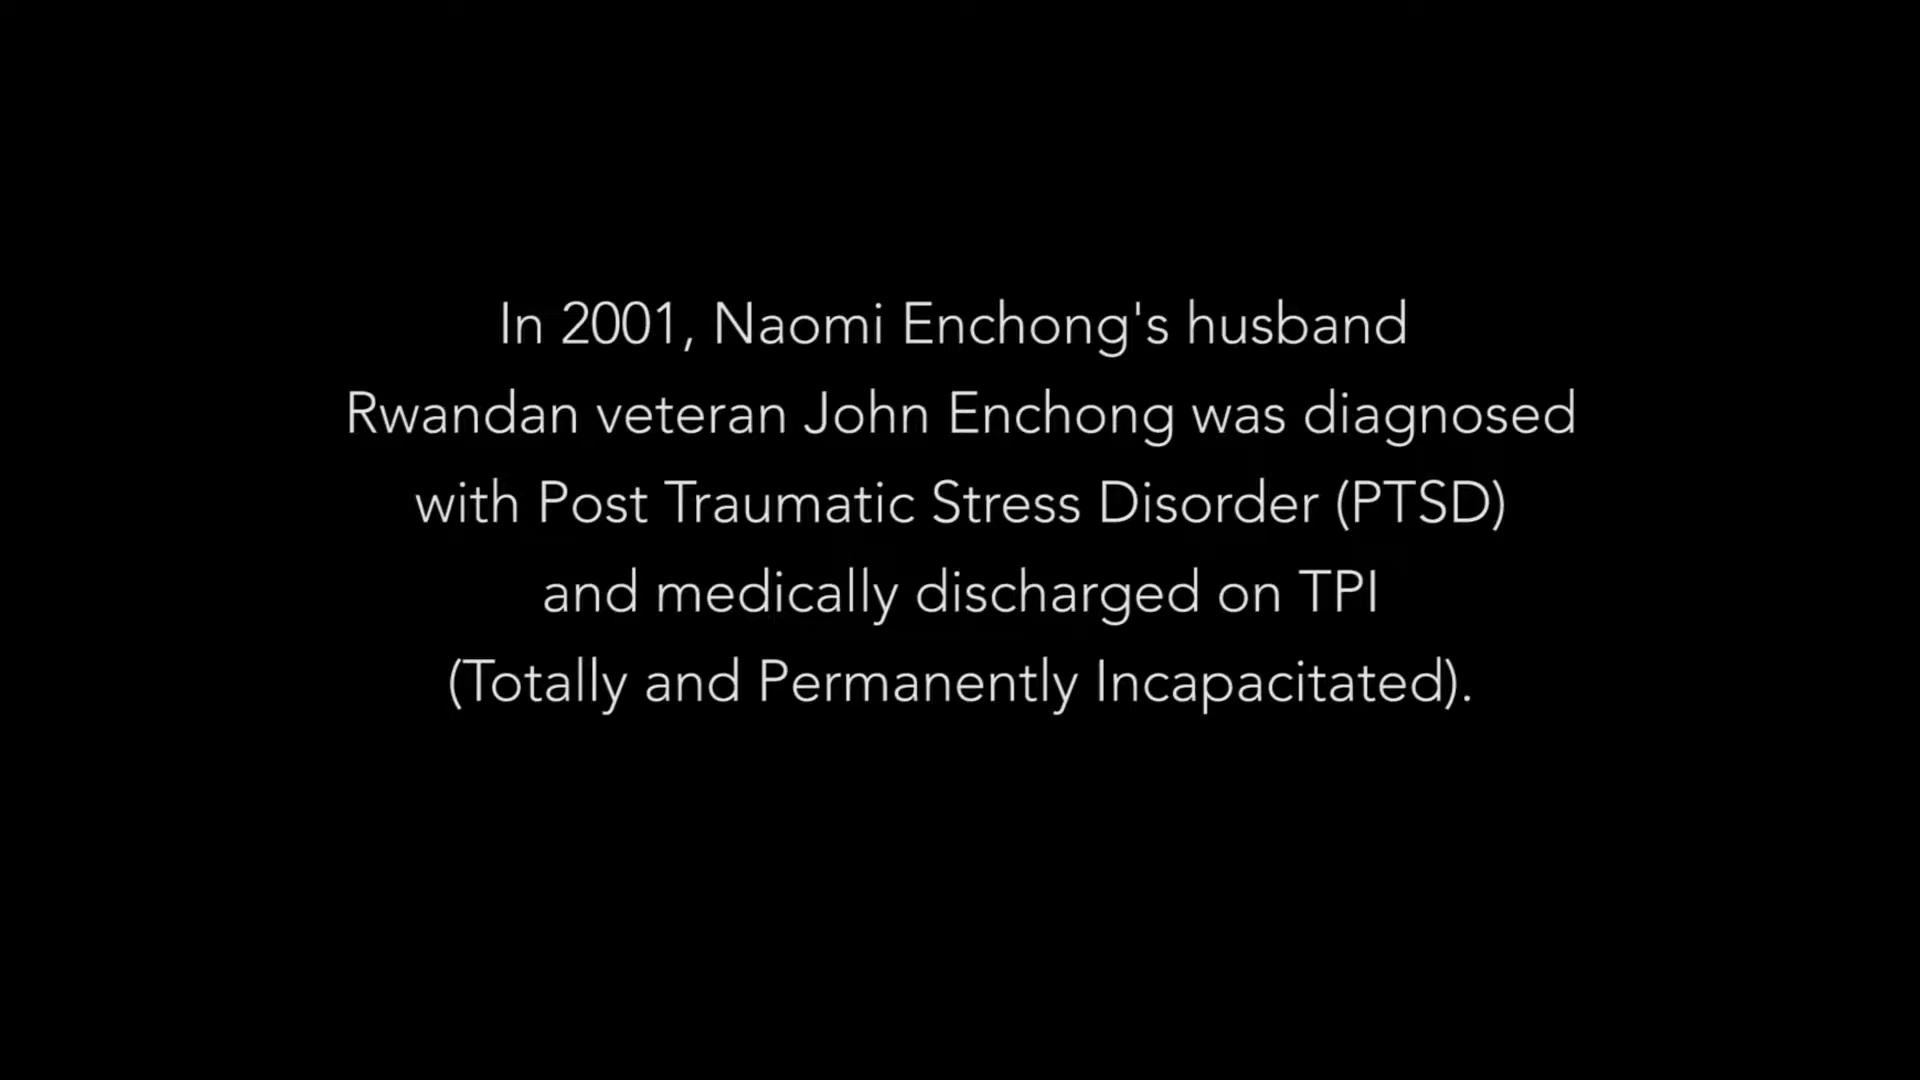 In 2001, Naomi Enchong's husband
Rwandan veteran John Enchong was diagnosed
with Post Traumatic Stress Disorder (PTSD)
and medically discharged on TPI
(Totally and Permanently Incapacitated).